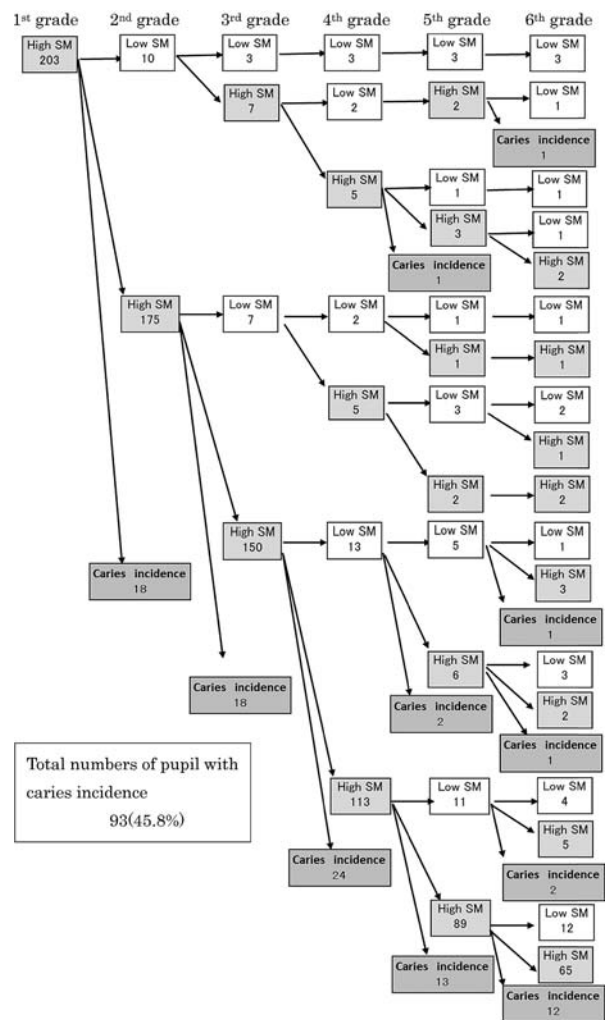 1st grade 2nd grade 3rd grade 4th grade 5th grade 6th grade
High SM
203
Low SM
10
Low SM
3
Low SM
3
Low SM
3
Low SM
3
High SM
7
Low SM
2
High SM
2
Low SM
1
Caries incidence
1
High SM
5
Low SM
1
Low SM
1
High SM
3
Low SM
1
Caries incidence
1
High SM
2
High SM
175
Low SM
7
Low SM
2
Low SM
1
Low SM
1
High SM
1
High SM
1
High SM
5
Low SM
3
Low SM
2
High SM
1
High SM
2
High SM
2
High SM
150
Low SM
13
Low SM
5
Low SM
1
Caries incidence
18
High SM
3
Caries incidence
1
High SM
6
Low SM
3
Caries incidence
18
Caries incidence
2
High SM
2
Caries incidence
1
Total numbers of pupil with
caries incidence
93(45.8%)
High SM
113
Low SM
11
Low SM
4
High SM
5
Caries incidence
24
Caries incidence
2
High SM
89
Low SM
12
High SM
65
Caries incidence
13
Caries incidence
12